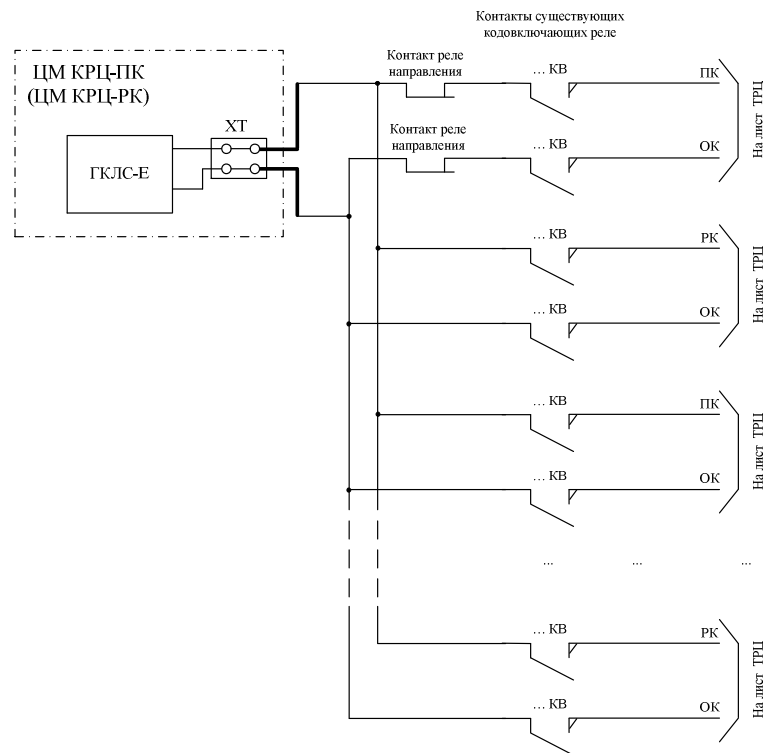 Контакты существующих
кодовключающих реле
Контакт реле
направления
ЦМ КРЦ-ПК
(ЦМ КРЦ-РК)
ХТ
ГКЛС-Е
... КВ
ПК
На лист ТРЦ
Контакт реле
направления
... КВ
ОК
... КВ
РК
На лист ТРЦ
... КВ
ОК
... КВ
ПК
На лист ТРЦ
... КВ
ОК
... ... ...
... КВ
РК
На лист ТРЦ
... КВ
ОК